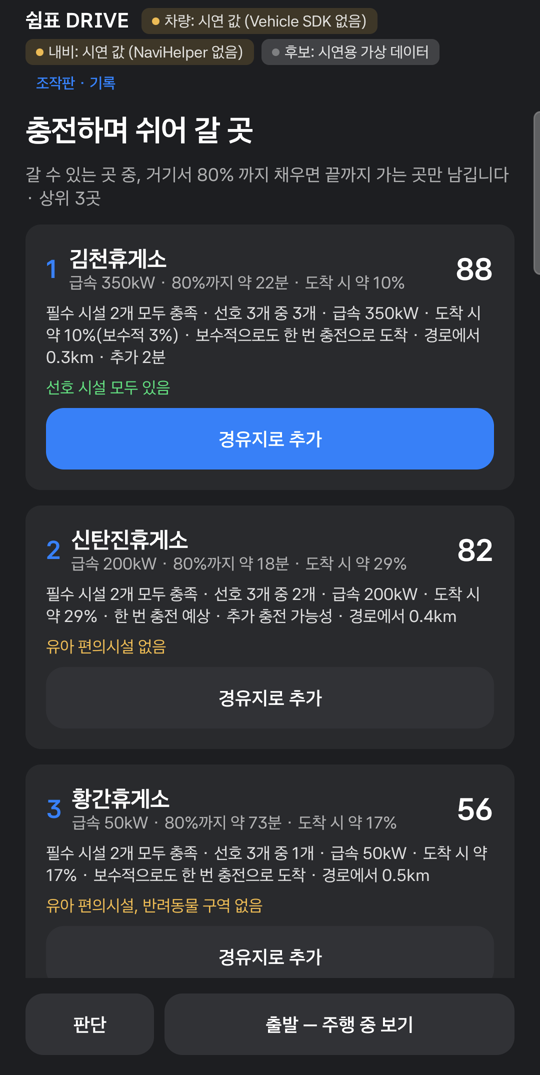 쉼표 DRIVE
차량: 시연 값 (Vehicle SDK 없음)
내비: 시연 값 (NaviHelper 없음)
후보: 시연용 가상 데이터
조작판 · 기록
충전하며 쉬어 갈 곳
갈 수 있는 곳 중, 거기서 80% 까지 채우면 끝까지 가는 곳만 남깁니다
· 상위 3곳
1 김천휴게소 88
급속 350kW · 80%까지 약 22분 · 도착 시 약 10%
필수 시설 2개 모두 충족 · 선호 3개 중 3개 · 급속 350kW · 도착 시
약 10%(보수적 3%) · 보수적으로도 한 번 충전으로 도착 · 경로에서
0.3km · 추가 2분
선호 시설 모두 있음
경유지로 추가
2 신탄진휴게소 82
급속 200kW · 80%까지 약 18분 · 도착 시 약 29%
필수 시설 2개 모두 충족 · 선호 3개 중 2개 · 급속 200kW · 도착 시
약 29% · 한 번 충전 예상 · 추가 충전 가능성 · 경로에서 0.4km
유아 편의시설 없음
경유지로 추가
3 황간휴게소 56
급속 50kW · 80%까지 약 73분 · 도착 시 약 17%
필수 시설 2개 모두 충족 · 선호 3개 중 1개 · 급속 50kW · 도착 시 약
17% · 보수적으로도 한 번 충전으로 도착 · 경로에서 0.5km
유아 편의시설, 반려동물 구역 없음
경유지로 추가
판단
출발 — 주행 중 보기